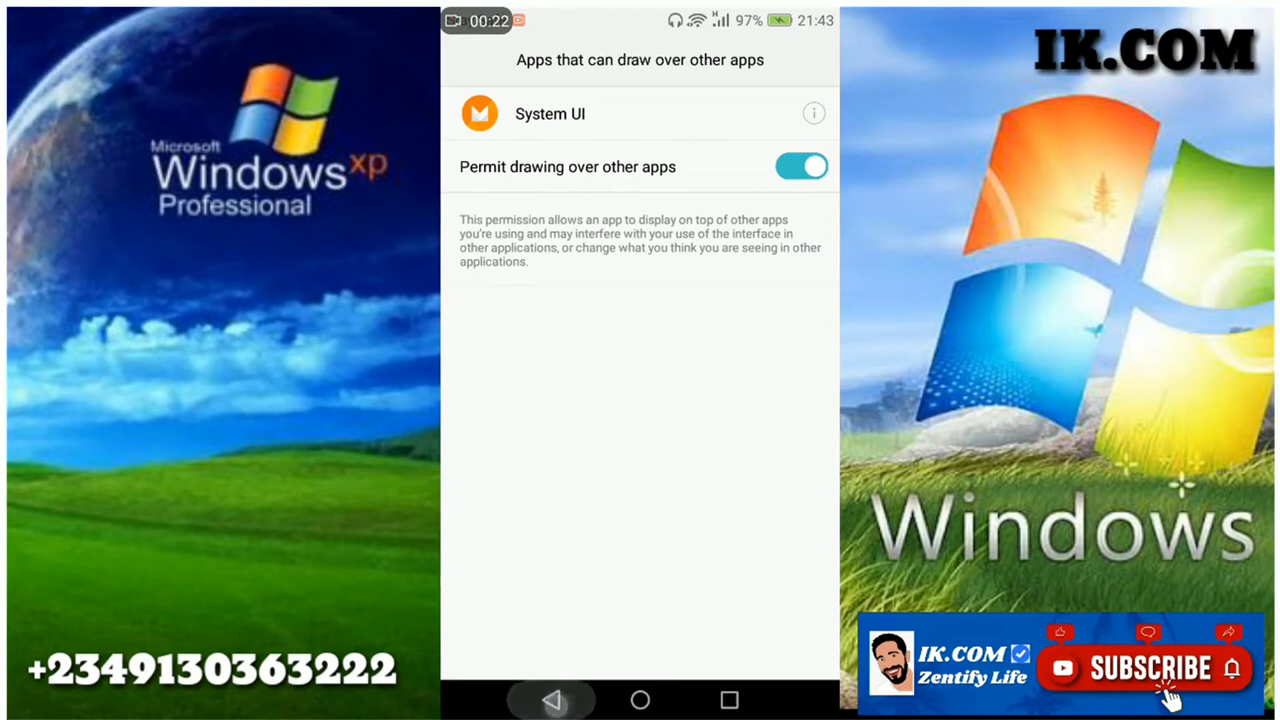 Microsoft
Windows xp
Professional
+2349130363222
00:22
H
97%
21:43
Apps that can draw over other apps
System UI
Permit drawing over other apps
This permission allows an app to display on top of other apps
you're using and may interfere with your use of the interface in
other applications, or change what you think you are seeing in other
applications.
IK.COM
Windows
IK.COM
Zentify Life
SUBSCRIBE